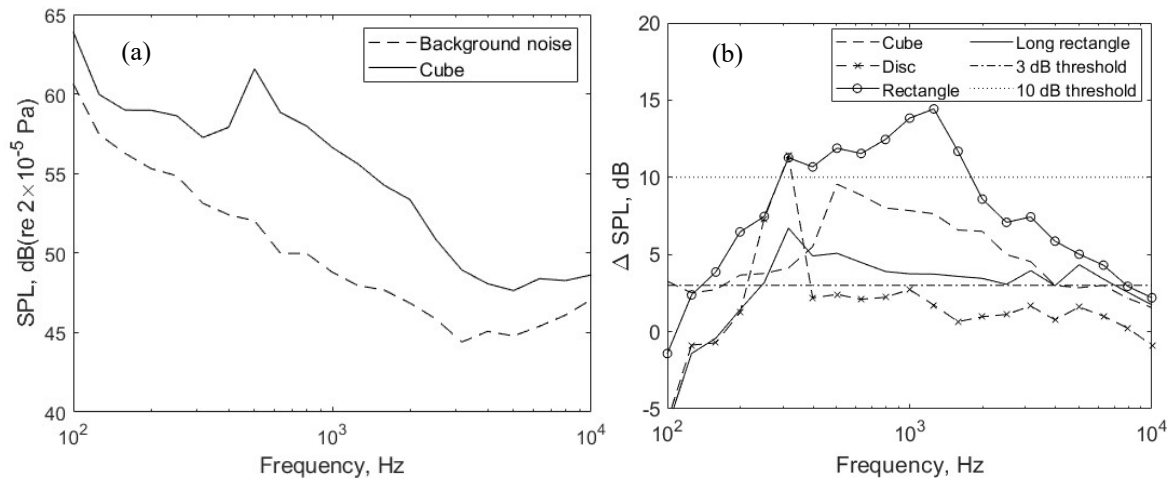 (a)
Background noise
Cube
SPL, dB(re 2×10⁻⁵ Pa)
65
60
55
50
45
40
10²
10³
10⁴
Frequency, Hz
(b)
Cube
Disc
Rectangle
Long rectangle
3 dB threshold
10 dB threshold
Δ SPL, dB
20
15
10
5
0
-5
10²
10³
10⁴
Frequency, Hz